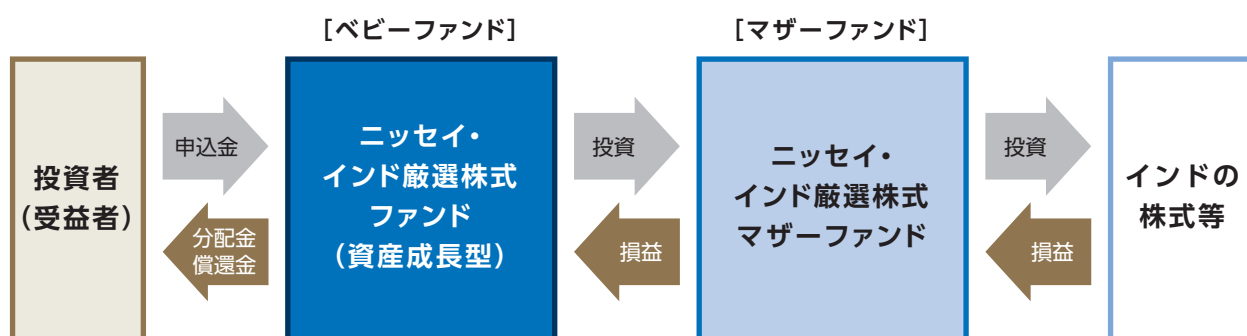 [ベビーファンド]
[マザーファンド]
投資者
(受益者)
申込金
分配金
償還金
ニッセイ・
インド厳選株式
ファンド
(資産成長型)
投資
損益
ニッセイ・
インド厳選株式
マザーファンド
投資
損益
インドの
株式等